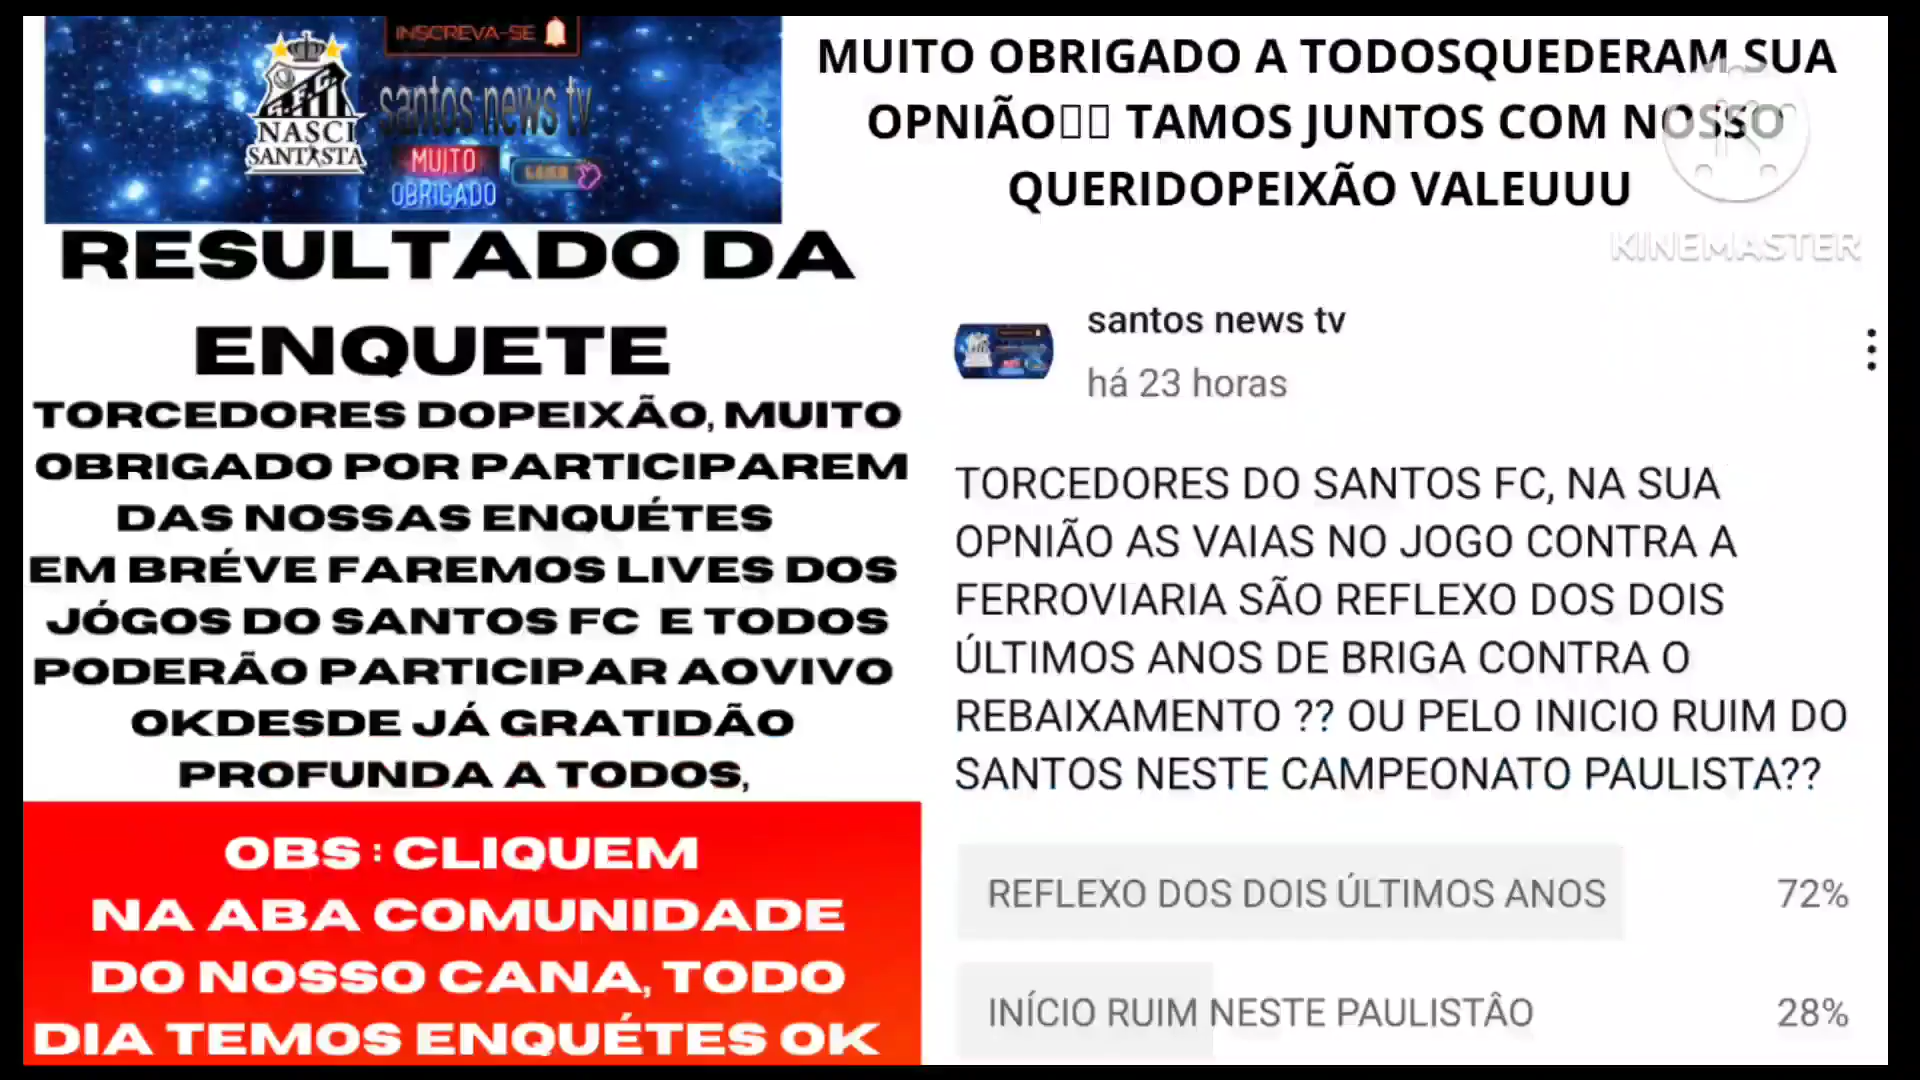 INSCREVA-SE
NASCI
SANTISTA
santos news tv
MUITO
OBRIGADO
RESULTADO DA
ENQUETE
TORCEDORES DOPEIXÃO, MUITO
OBRIGADO POR PARTICIPAREM
DAS NOSSAS ENQUÉTES
EM BRÉVE FAREMOS LIVES DOS
JÓGOS DO SANTOS FC E TODOS
PODERÃO PARTICIPAR AOVIVO
OKDESDE JÁ GRATIDÃO
PROFUNDA A TODOS,
OBS : CLIQUEM
NA ABA COMUNIDADE
DO NOSSO CANA, TODO
DIA TEMOS ENQUÉTES OK
MUITO OBRIGADO A TODOSQUEDERAM SUA
OPNIÃO TAMOS JUNTOS COM NOSSO
QUERIDOPEIXÃO VALEUUU
KINEMASTER
santos news tv
há 23 horas
TORCEDORES DO SANTOS FC, NA SUA
OPNIÃO AS VAIAS NO JOGO CONTRA A
FERROVIARIA SÃO REFLEXO DOS DOIS
ÚLTIMOS ANOS DE BRIGA CONTRA O
REBAIXAMENTO ?? OU PELO INICIO RUIM DO
SANTOS NESTE CAMPEONATO PAULISTA??
REFLEXO DOS DOIS ÚLTIMOS ANOS 72%
INÍCIO RUIM NESTE PAULISTÂO 28%